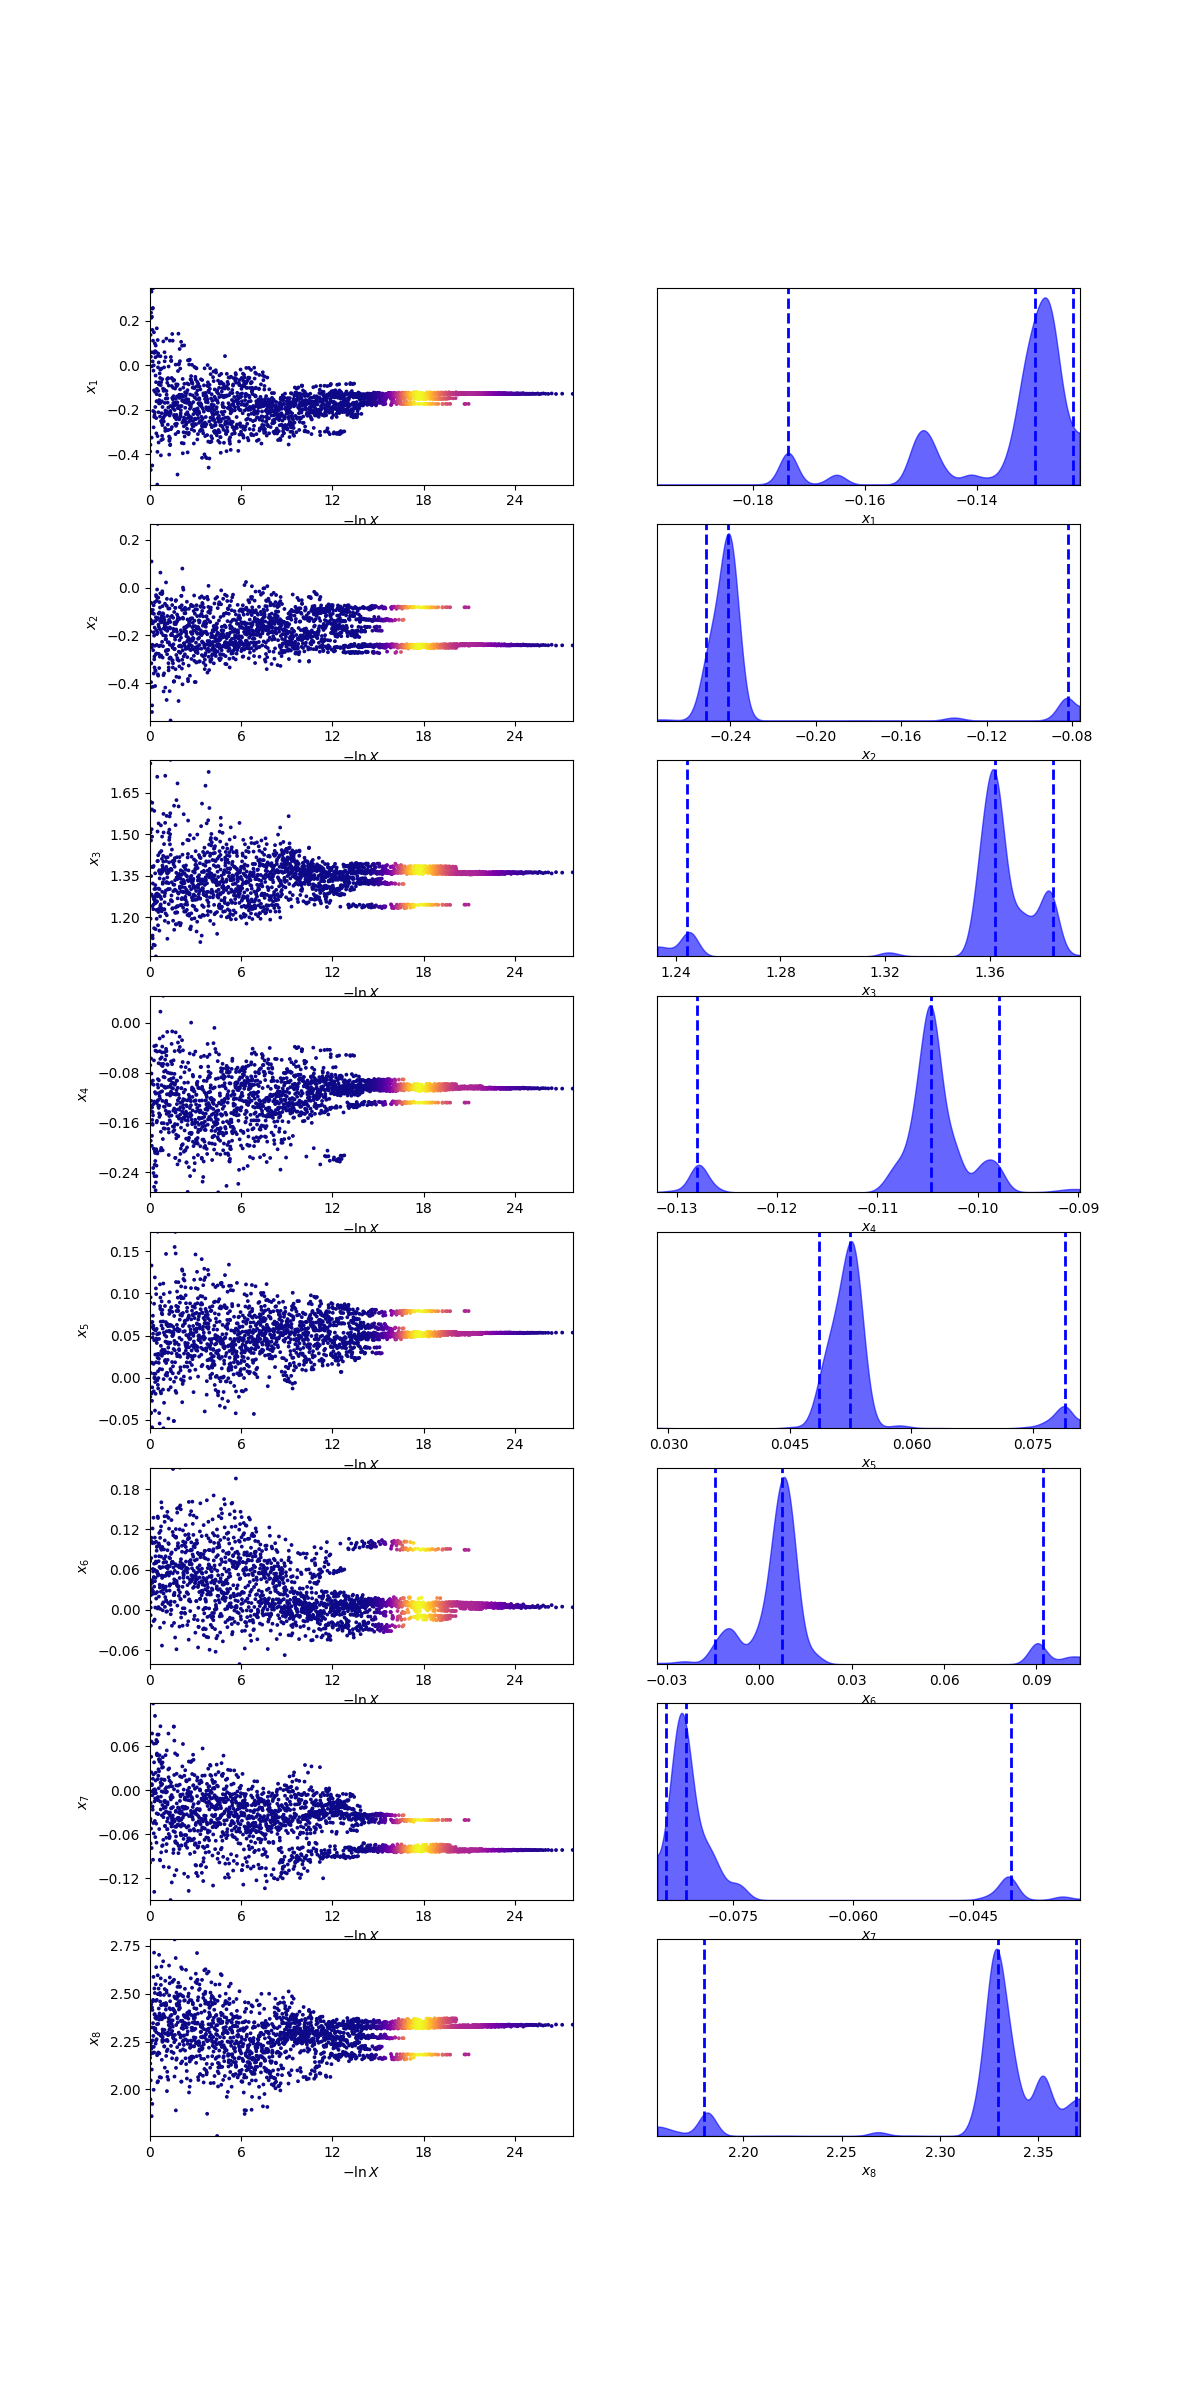 0.2
0.0
−0.2
−0.4
x₁
0 6 12 18 24
−ln X
−0.18 −0.16 −0.14
x₁
0.2
0.0
−0.2
−0.4
x₂
0 6 12 18 24
−ln X
−0.24 −0.20 −0.16 −0.12 −0.08
x₂
1.65
1.50
1.35
1.20
x₃
0 6 12 18 24
−ln X
1.24 1.28 1.32 1.36
x₃
0.00
−0.08
−0.16
−0.24
x₄
0 6 12 18 24
−ln X
−0.13 −0.12 −0.11 −0.10 −0.09
x₄
0.15
0.10
0.05
0.00
−0.05
x₅
0 6 12 18 24
−ln X
0.030 0.045 0.060 0.075
x₅
0.18
0.12
0.06
0.00
−0.06
x₆
0 6 12 18 24
−ln X
−0.03 0.00 0.03 0.06 0.09
x₆
0.06
0.00
−0.06
−0.12
x₇
0 6 12 18 24
−ln X
−0.075 −0.060 −0.045
x₇
2.75
2.50
2.25
2.00
x₈
0 6 12 18 24
−ln X
2.20 2.25 2.30 2.35
x₈